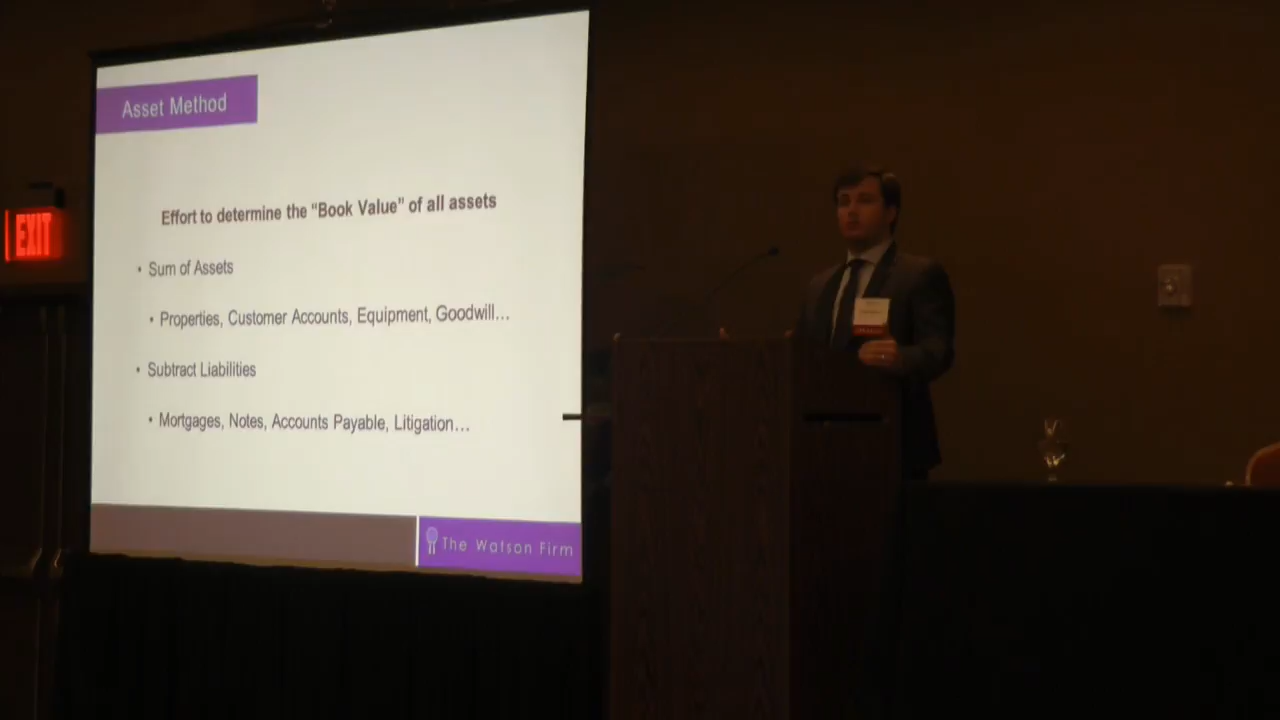 Asset Method
Effort to determine the “Book Value” of all assets
• Sum of Assets
• Properties, Customer Accounts, Equipment, Goodwill...
• Subtract Liabilities
• Mortgages, Notes, Accounts Payable, Litigation...
The Watson Firm
EXIT